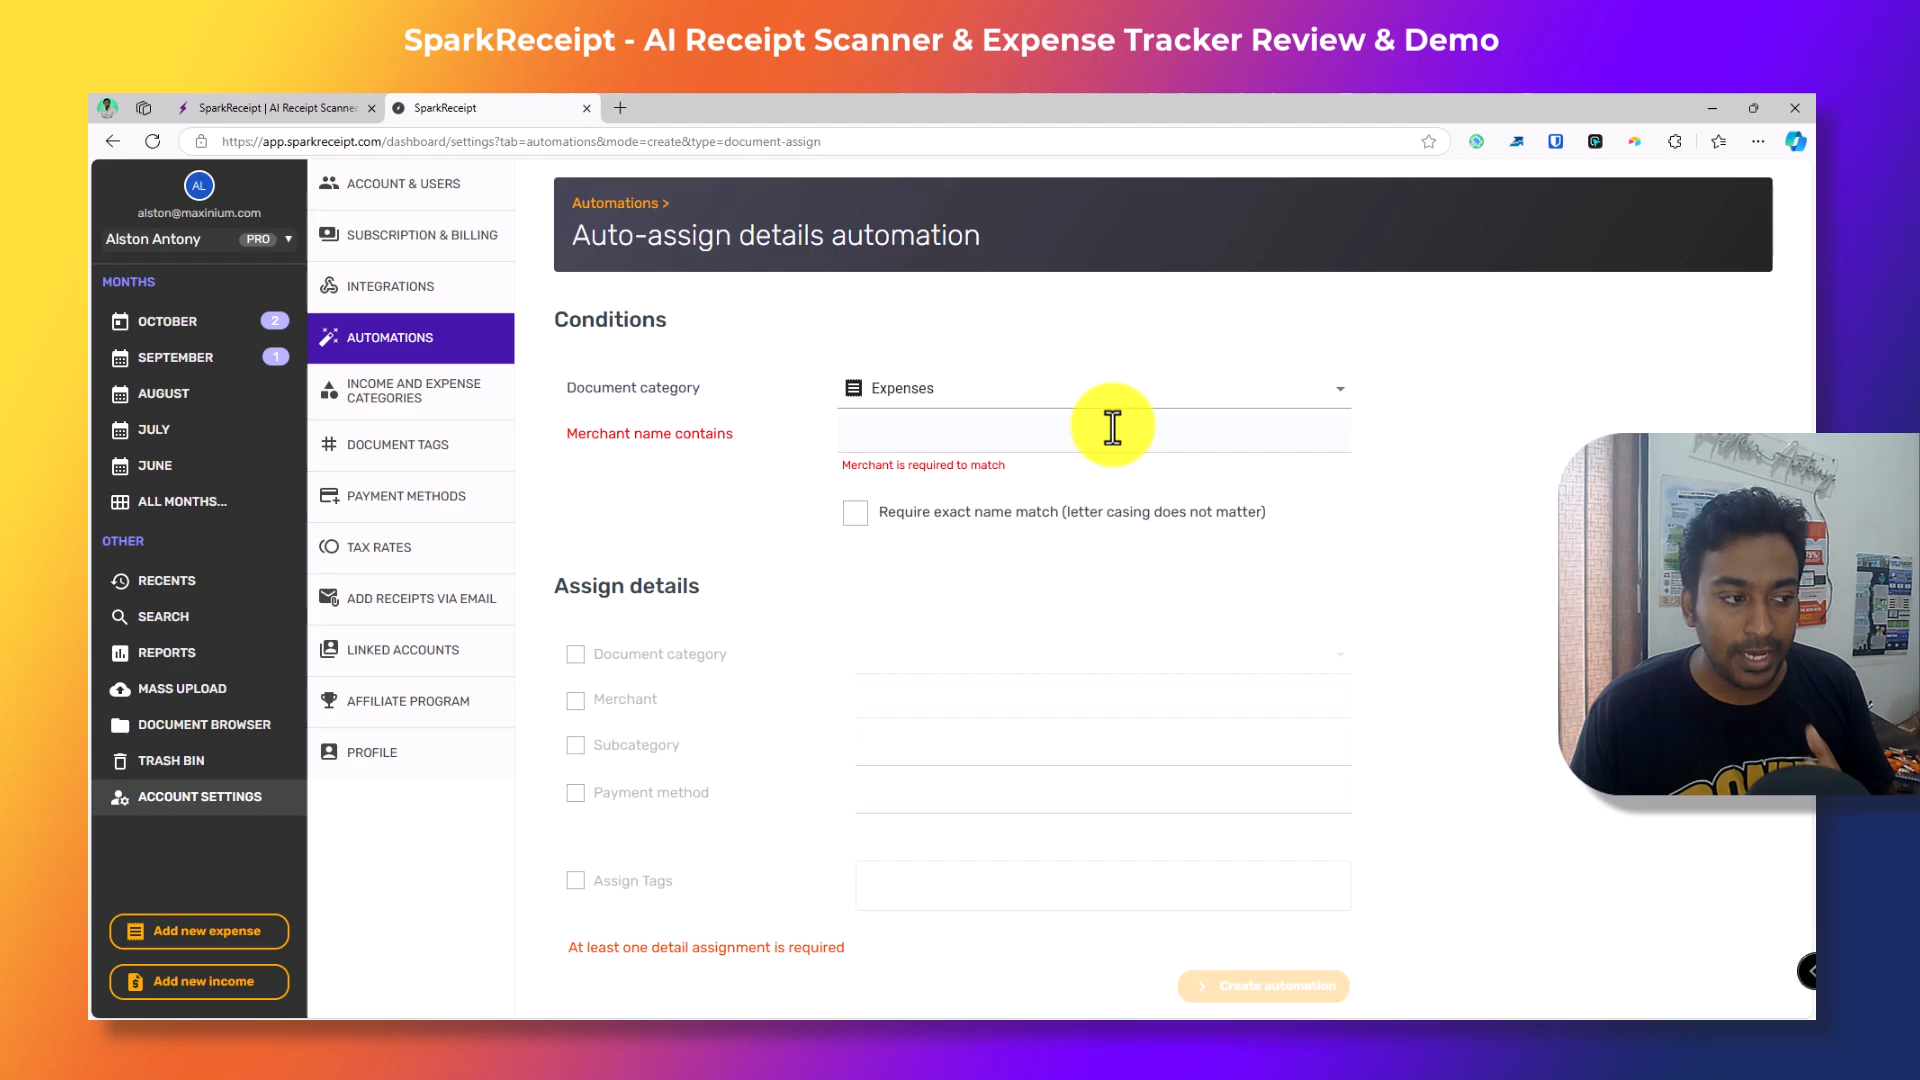 SparkReceipt - AI Receipt Scanner & Expense Tracker Review & Demo
SparkReceipt | AI Receipt Scanner
SparkReceipt
https://app.sparkreceipt.com/dashboard/settings?tab=automations&mode=create&type=document-assign
AL
alston@maxinium.com
Alston Antony PRO
MONTHS
OCTOBER 2
SEPTEMBER 1
AUGUST
JULY
JUNE
ALL MONTHS...
OTHER
RECENTS
SEARCH
REPORTS
MASS UPLOAD
DOCUMENT BROWSER
TRASH BIN
ACCOUNT SETTINGS
Add new expense
Add new income
ACCOUNT & USERS
SUBSCRIPTION & BILLING
INTEGRATIONS
AUTOMATIONS
INCOME AND EXPENSE
CATEGORIES
DOCUMENT TAGS
PAYMENT METHODS
TAX RATES
ADD RECEIPTS VIA EMAIL
LINKED ACCOUNTS
AFFILIATE PROGRAM
PROFILE
Automations >
Auto-assign details automation
Conditions
Document category
Expenses
Merchant name contains
Merchant is required to match
Require exact name match (letter casing does not matter)
Assign details
Document category
Merchant
Subcategory
Payment method
Assign Tags
At least one detail assignment is required
Create automation